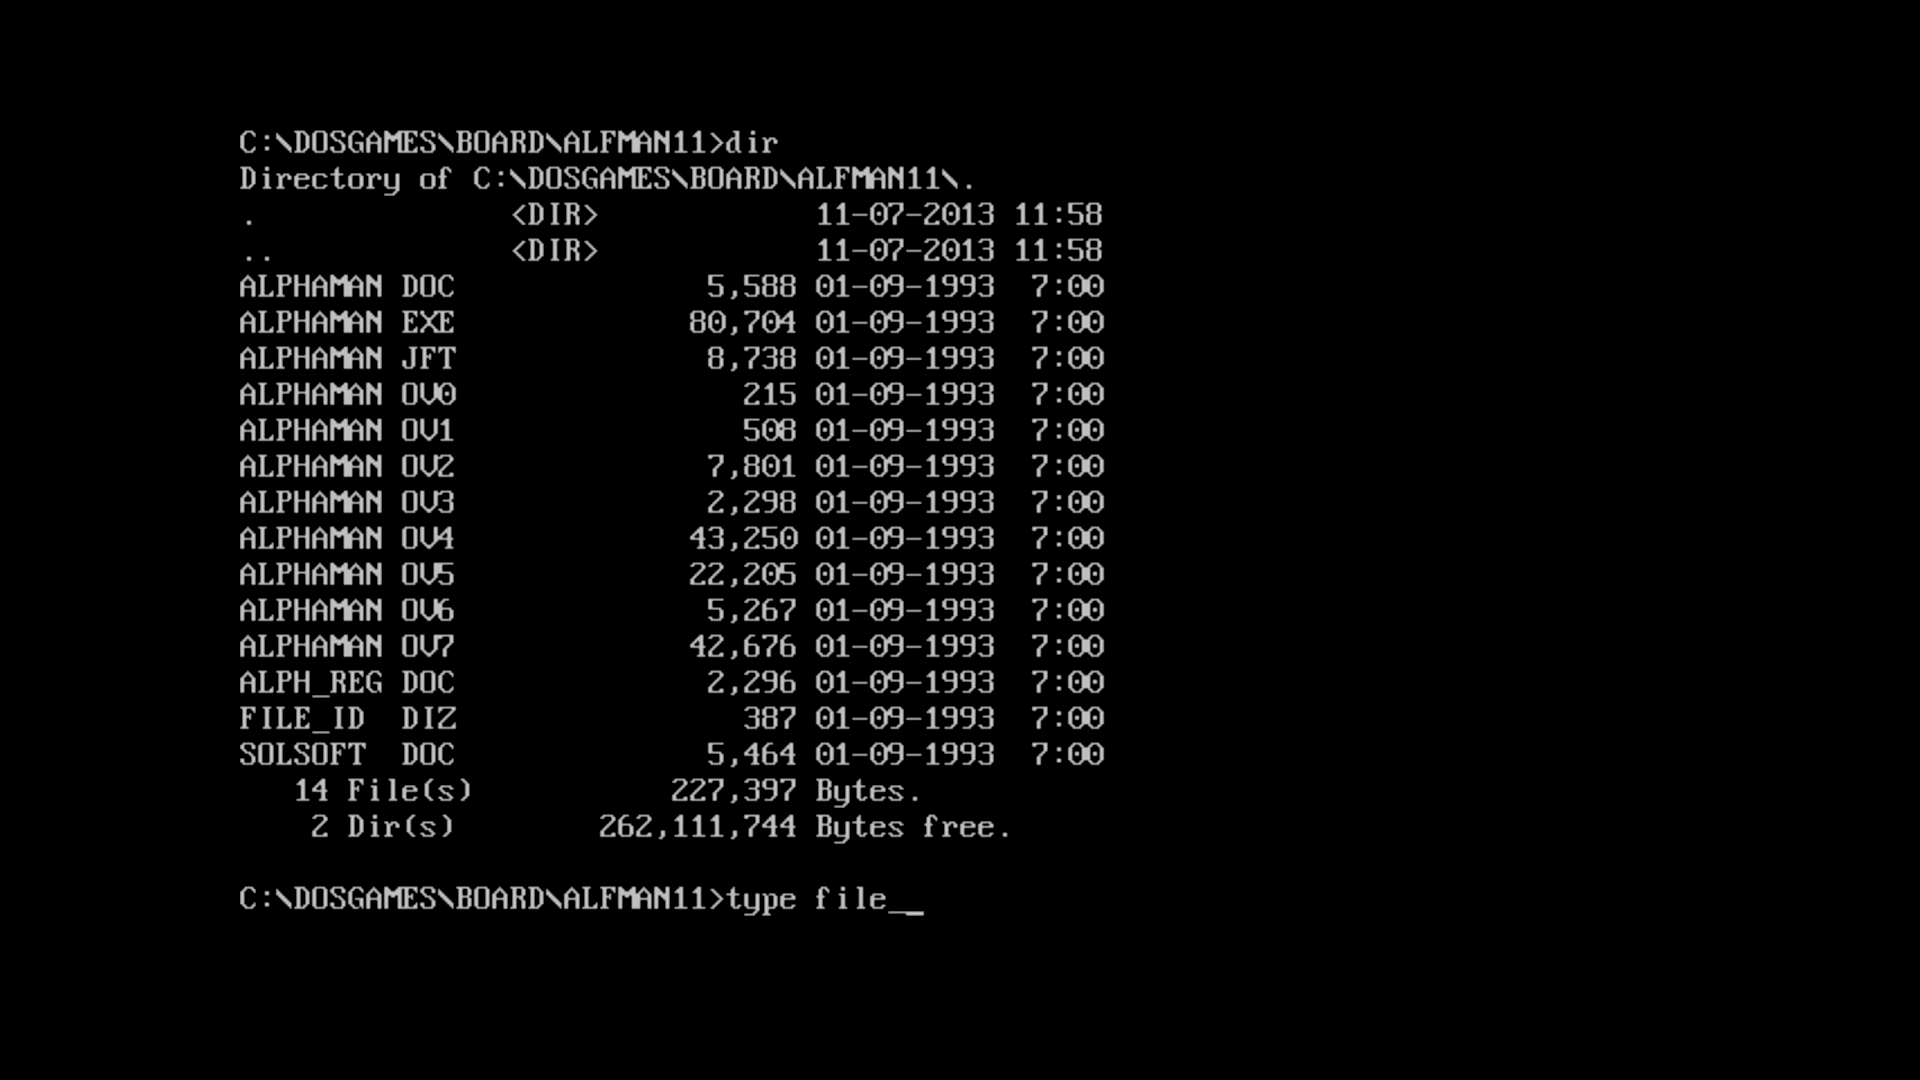 C:\DOSGAMES\BOARD\ALFMAN11>dir
Directory of C:\DOSGAMES\BOARD\ALFMAN11\.
.              <DIR>            11-07-2013 11:58
..             <DIR>            11-07-2013 11:58
ALPHAMAN DOC              5,588 01-09-1993  7:00
ALPHAMAN EXE             80,704 01-09-1993  7:00
ALPHAMAN JFT              8,738 01-09-1993  7:00
ALPHAMAN OV0                215 01-09-1993  7:00
ALPHAMAN OV1                508 01-09-1993  7:00
ALPHAMAN OV2              7,801 01-09-1993  7:00
ALPHAMAN OV3              2,298 01-09-1993  7:00
ALPHAMAN OV4             43,250 01-09-1993  7:00
ALPHAMAN OV5             22,205 01-09-1993  7:00
ALPHAMAN OV6              5,267 01-09-1993  7:00
ALPHAMAN OV7             42,676 01-09-1993  7:00
ALPH_REG DOC              2,296 01-09-1993  7:00
FILE_ID  DIZ                387 01-09-1993  7:00
SOLSOFT  DOC              5,464 01-09-1993  7:00
   14 File(s)           227,397 Bytes.
    2 Dir(s)        262,111,744 Bytes free.
C:\DOSGAMES\BOARD\ALFMAN11>type file__